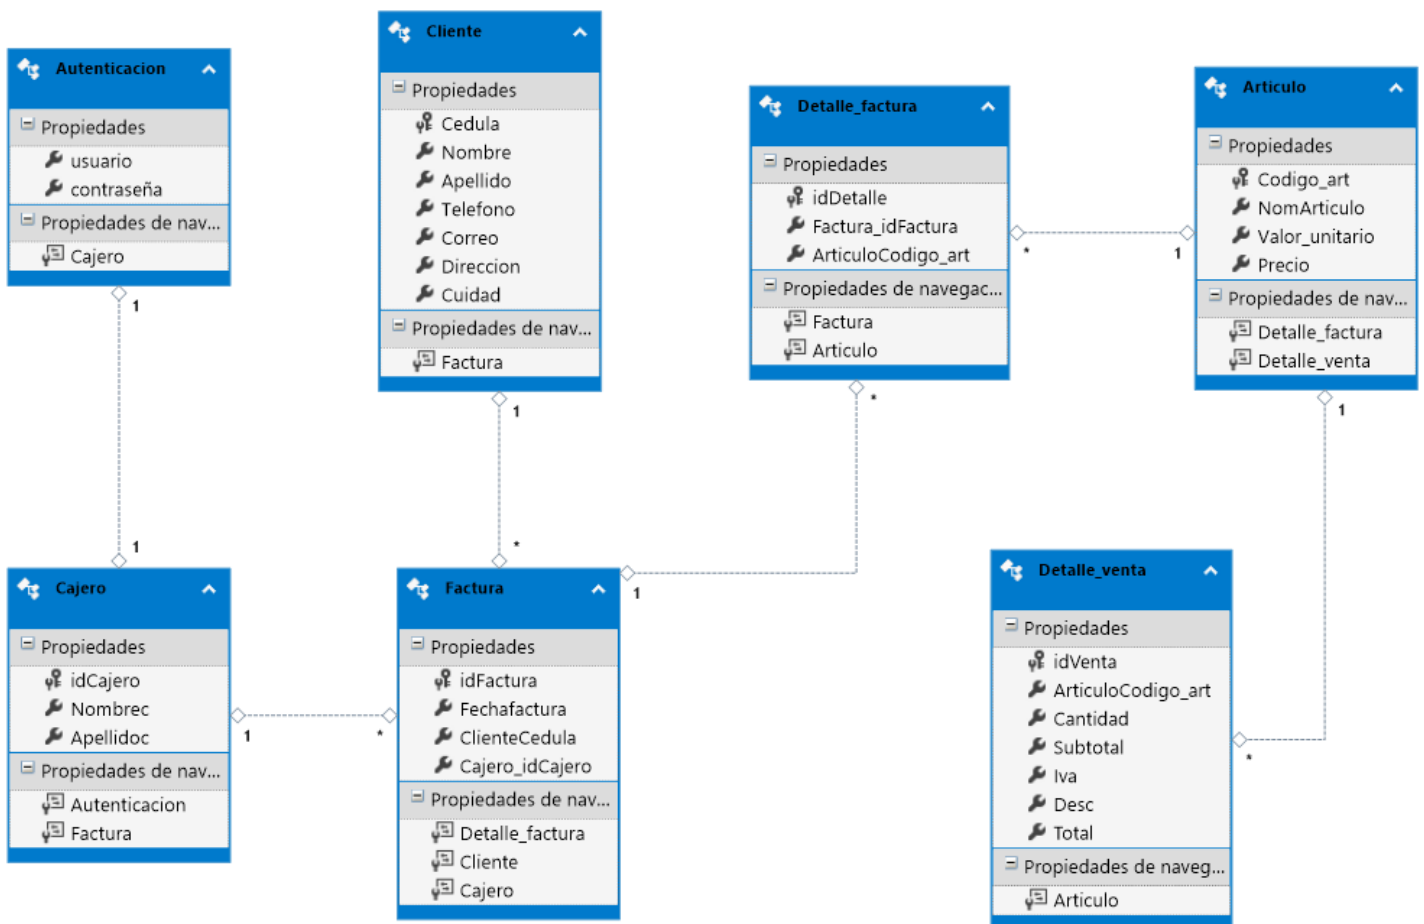 Autenticacion
Propiedades
usuario
contraseña
Propiedades de nav...
Cajero
1
1
Cliente
Propiedades
Cedula
Nombre
Apellido
Telefono
Correo
Direccion
Cuidad
Propiedades de nav...
Factura
1
*
Detalle_factura
Propiedades
idDetalle
Factura_idFactura
ArticuloCodigo_art
Propiedades de navegac...
Factura
Articulo
*
1
*
Articulo
Propiedades
Codigo_art
NomArticulo
Valor_unitario
Precio
Propiedades de nav...
Detalle_factura
Detalle_venta
1
Cajero
Propiedades
idCajero
Nombrec
Apellidoc
Propiedades de nav...
Autenticacion
Factura
1
*
Factura
Propiedades
idFactura
Fechafactura
ClienteCedula
Cajero_idCajero
Propiedades de nav...
Detalle_factura
Cliente
Cajero
1
Detalle_venta
Propiedades
idVenta
ArticuloCodigo_art
Cantidad
Subtotal
Iva
Desc
Total
Propiedades de naveg...
Articulo
*